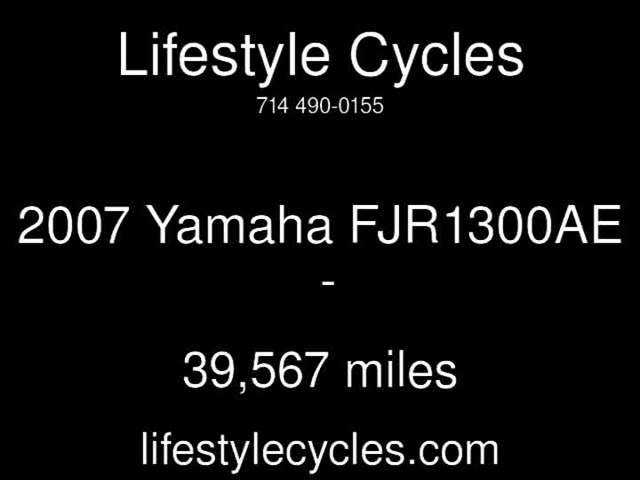 Lifestyle Cycles
714 490-0155
2007 Yamaha FJR1300AE
-
39,567 miles
lifestylecycles.com